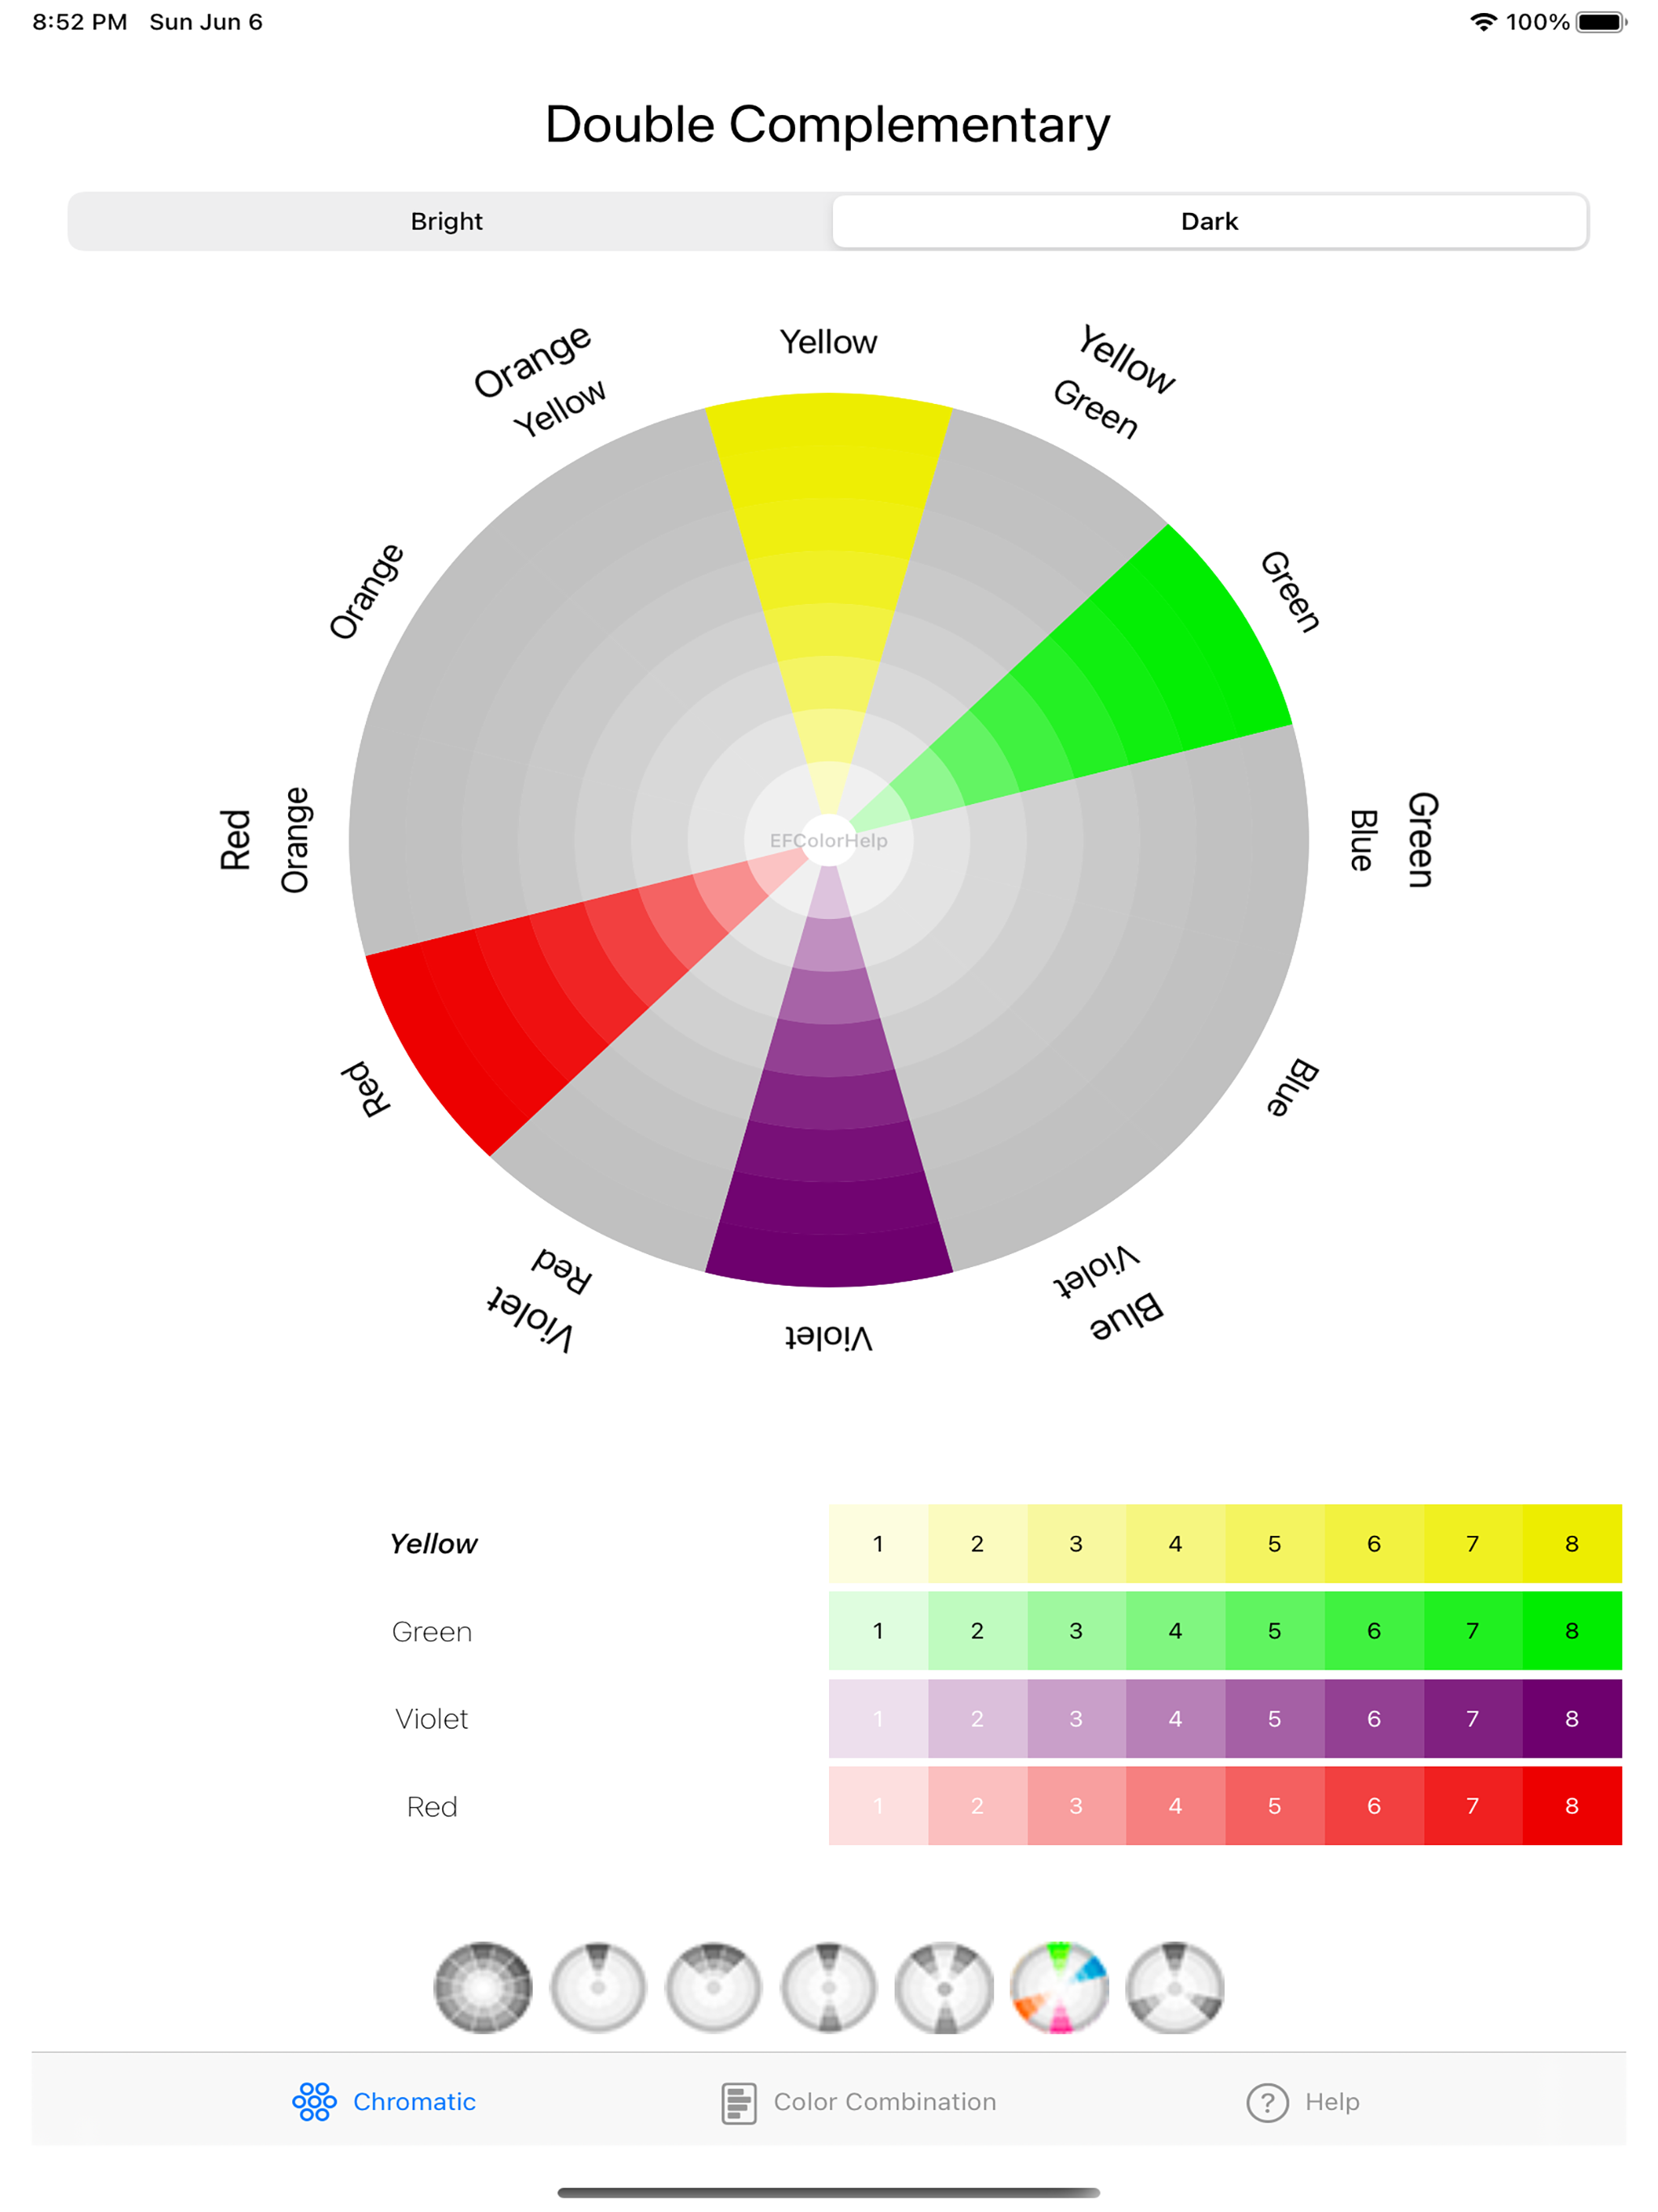 8:52 PM Sun Jun 6
100%
Double Complementary
Bright
Dark
Yellow
Orange
Yellow
Yellow
Green
Orange
Green
Red
Orange
EFColorHelp
Blue
Green
Red
Blue
Red
Violet
Violet
Violet
Blue
Yellow 1 2 3 4 5 6 7 8
Green 1 2 3 4 5 6 7 8
Violet 1 2 3 4 5 6 7 8
Red 1 2 3 4 5 6 7 8
Chromatic
Color Combination
? Help